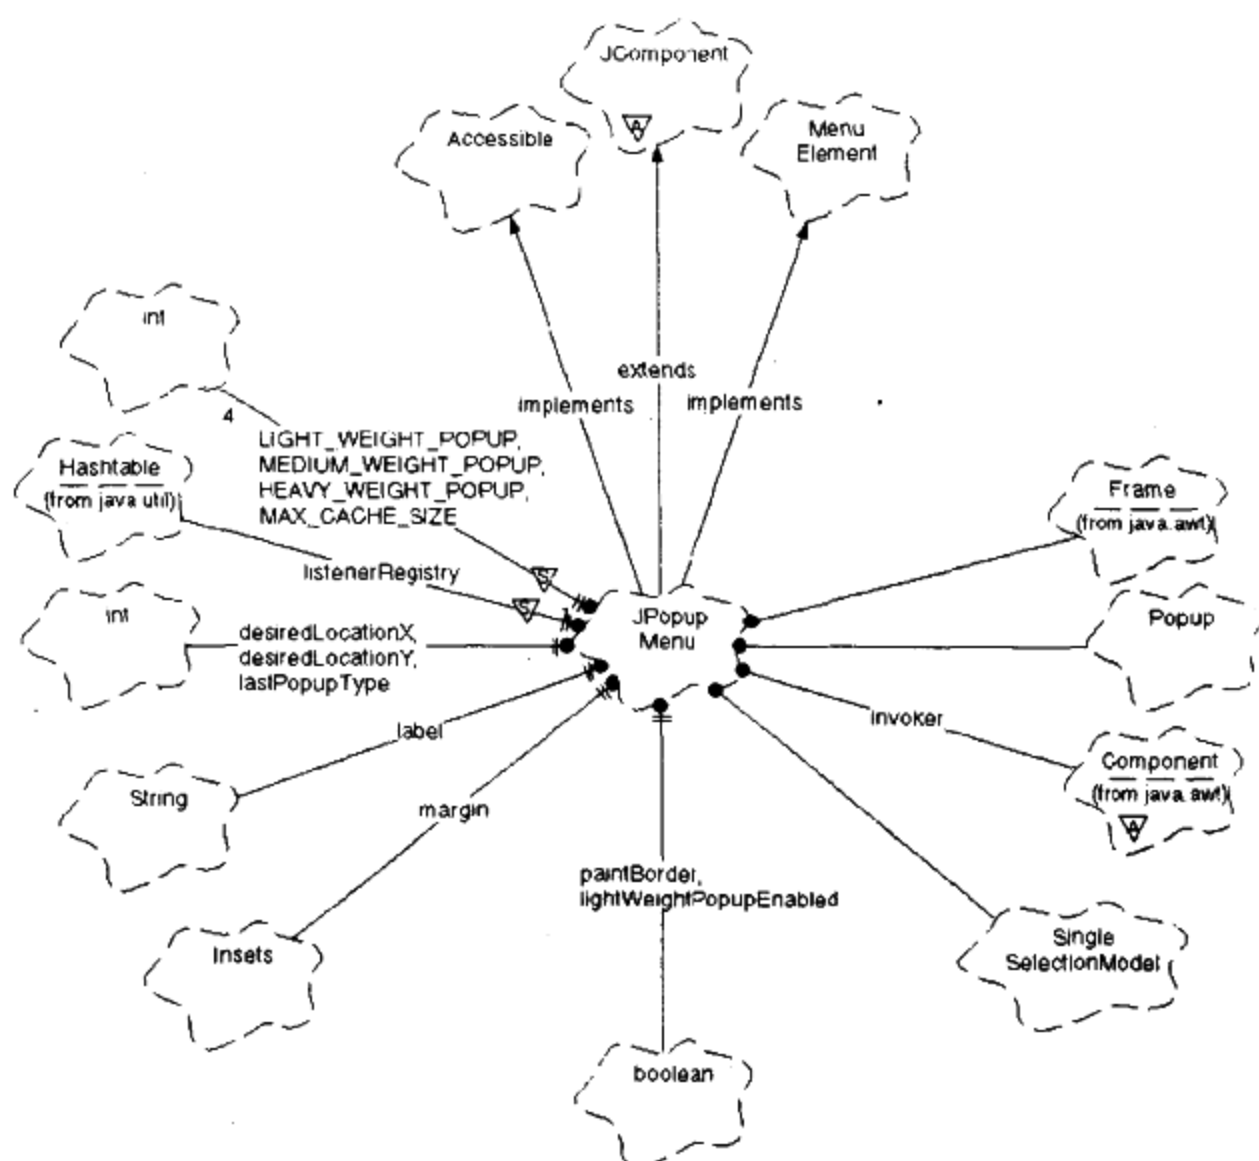 JComponent
A
Accessible
Menu
Element
int
4
extends
implements
implements
LIGHT_WEIGHT_POPUP,
MEDIUM_WEIGHT_POPUP,
HEAVY_WEIGHT_POPUP,
MAX_CACHE_SIZE
Hashtable
(from java.util)
Frame
(from java.awt)
listenerRegistry
S
S
int
desiredLocationX,
desiredLocationY,
lastPopupType
JPopup
Menu
Popup
label
invoker
String
margin
Component
(from java.awt)
A
paintBorder,
lightWeightPopupEnabled
Insets
Single
SelectionModel
boolean